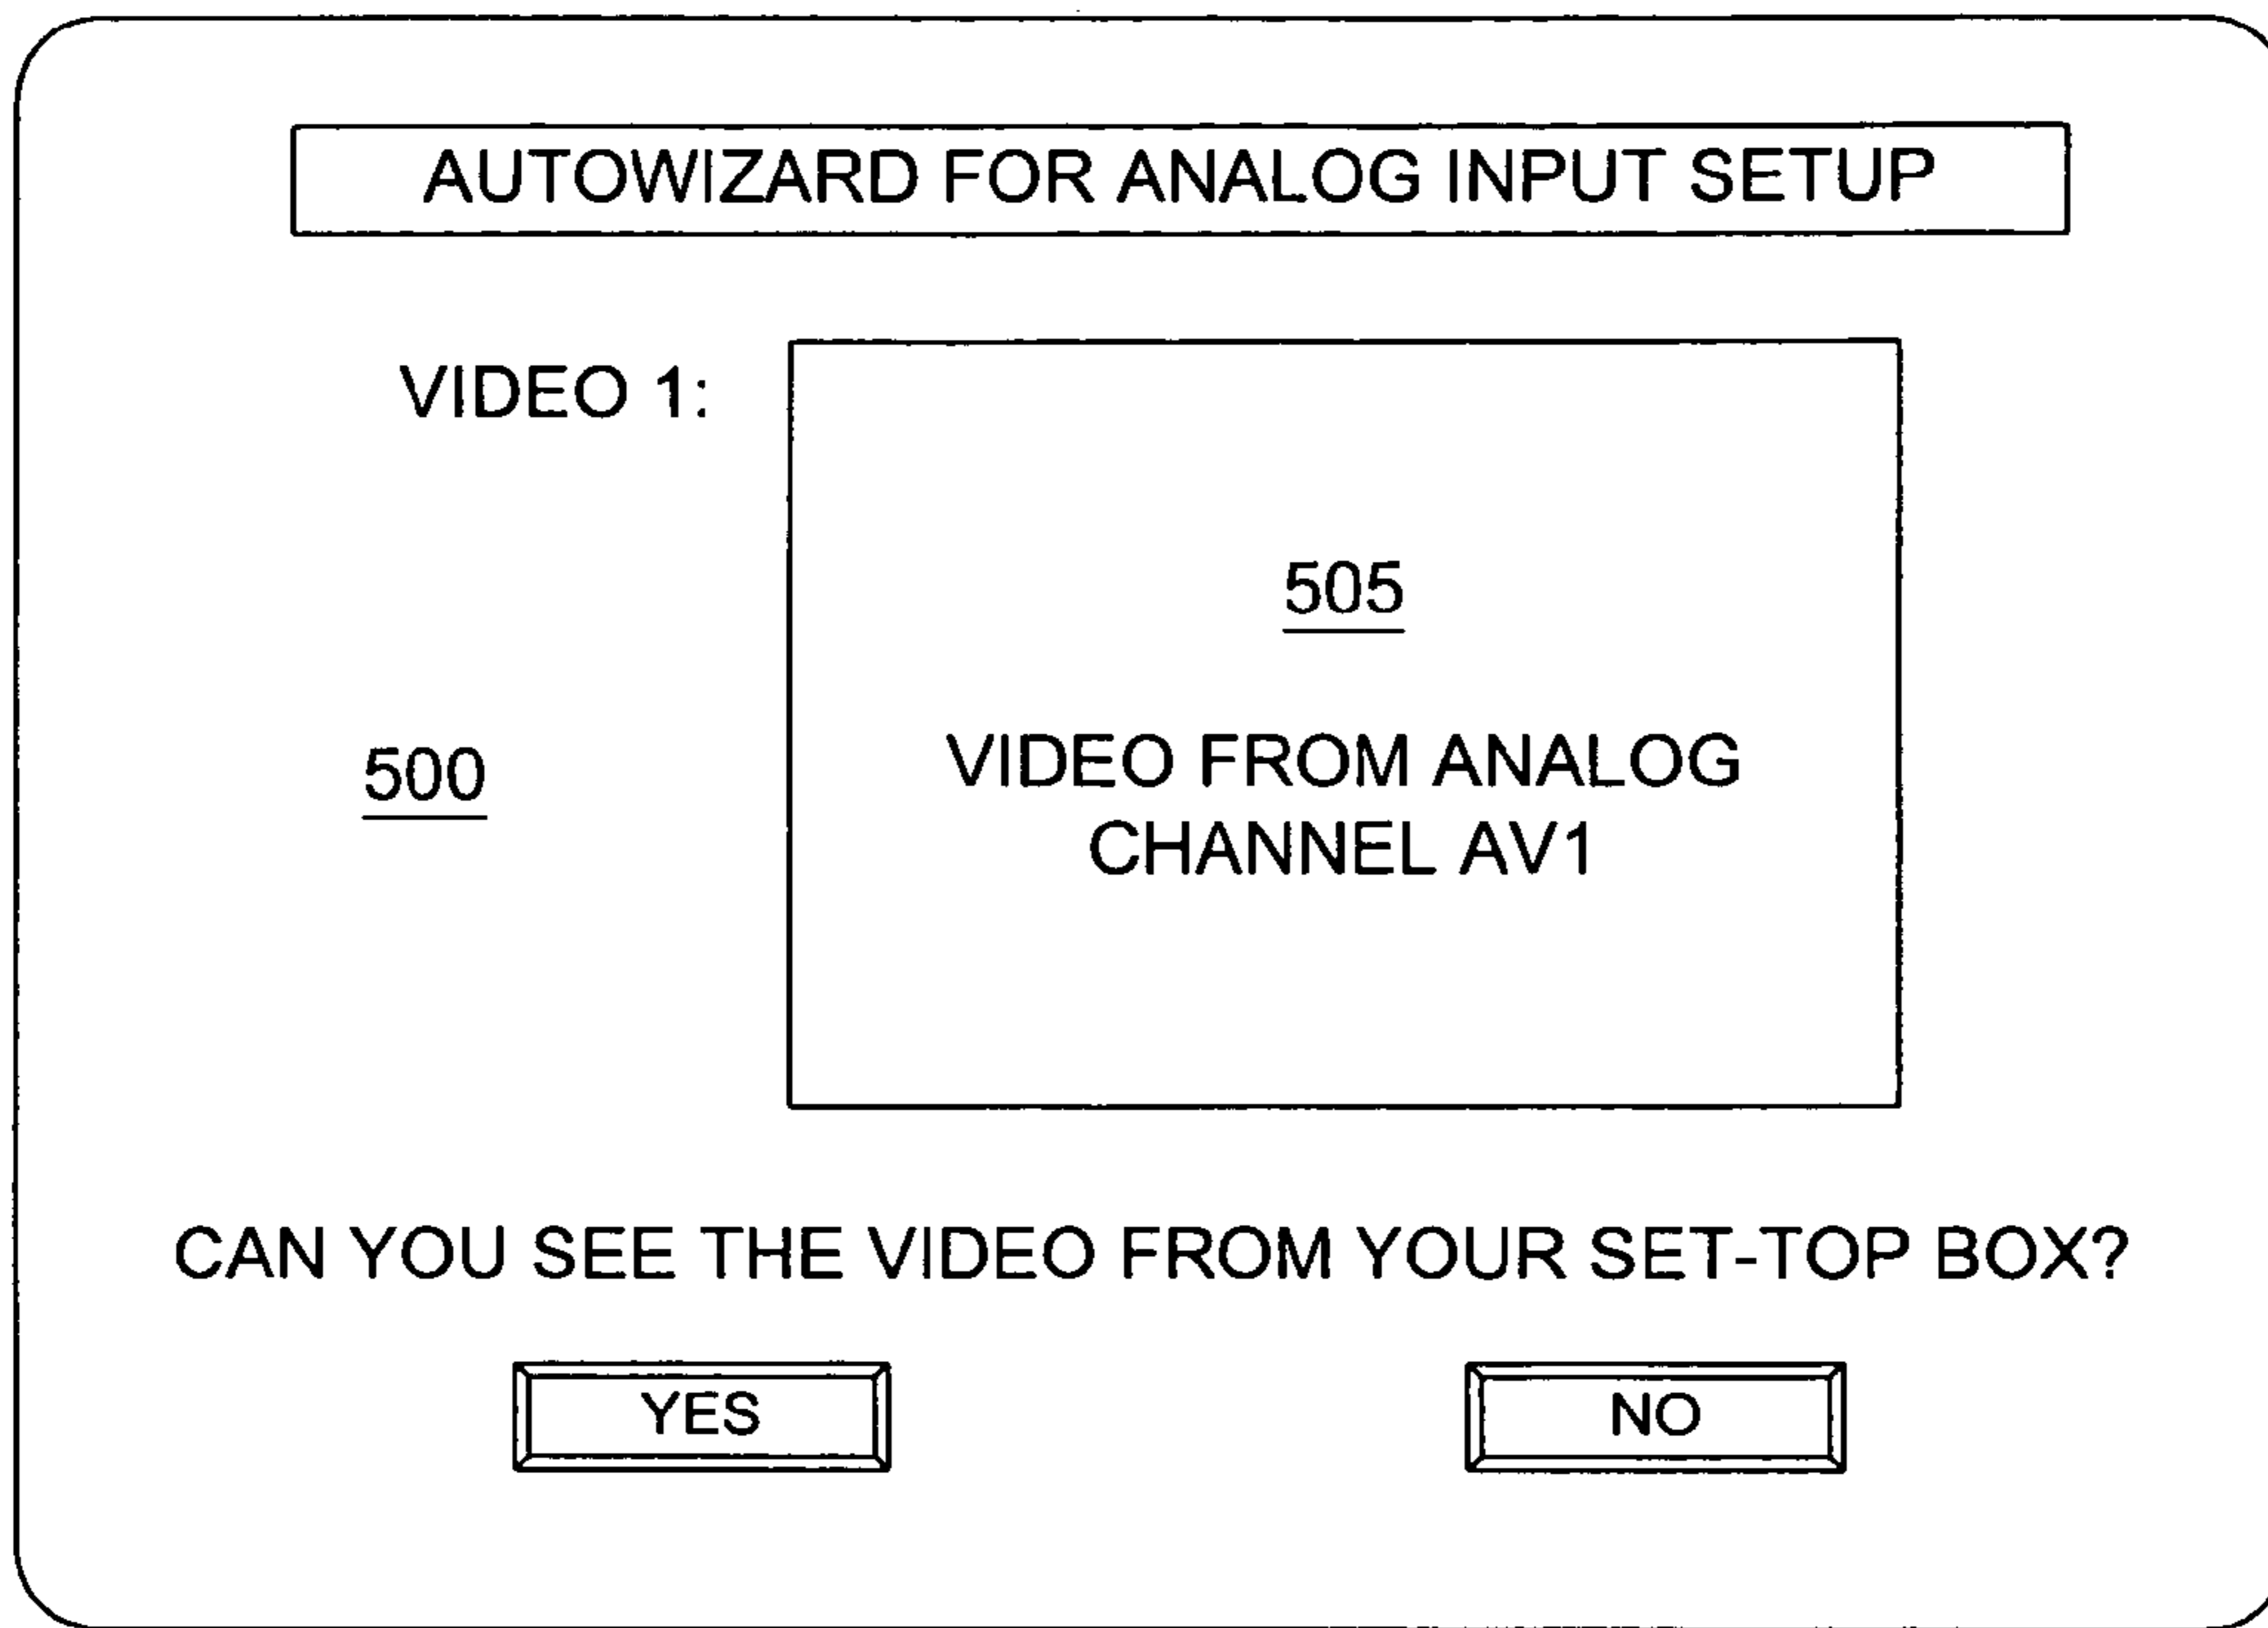 AUTOWIZARD FOR ANALOG INPUT SETUP
VIDEO 1:
505
500
VIDEO FROM ANALOG
CHANNEL AV1
CAN YOU SEE THE VIDEO FROM YOUR SET-TOP BOX?
YES
NO